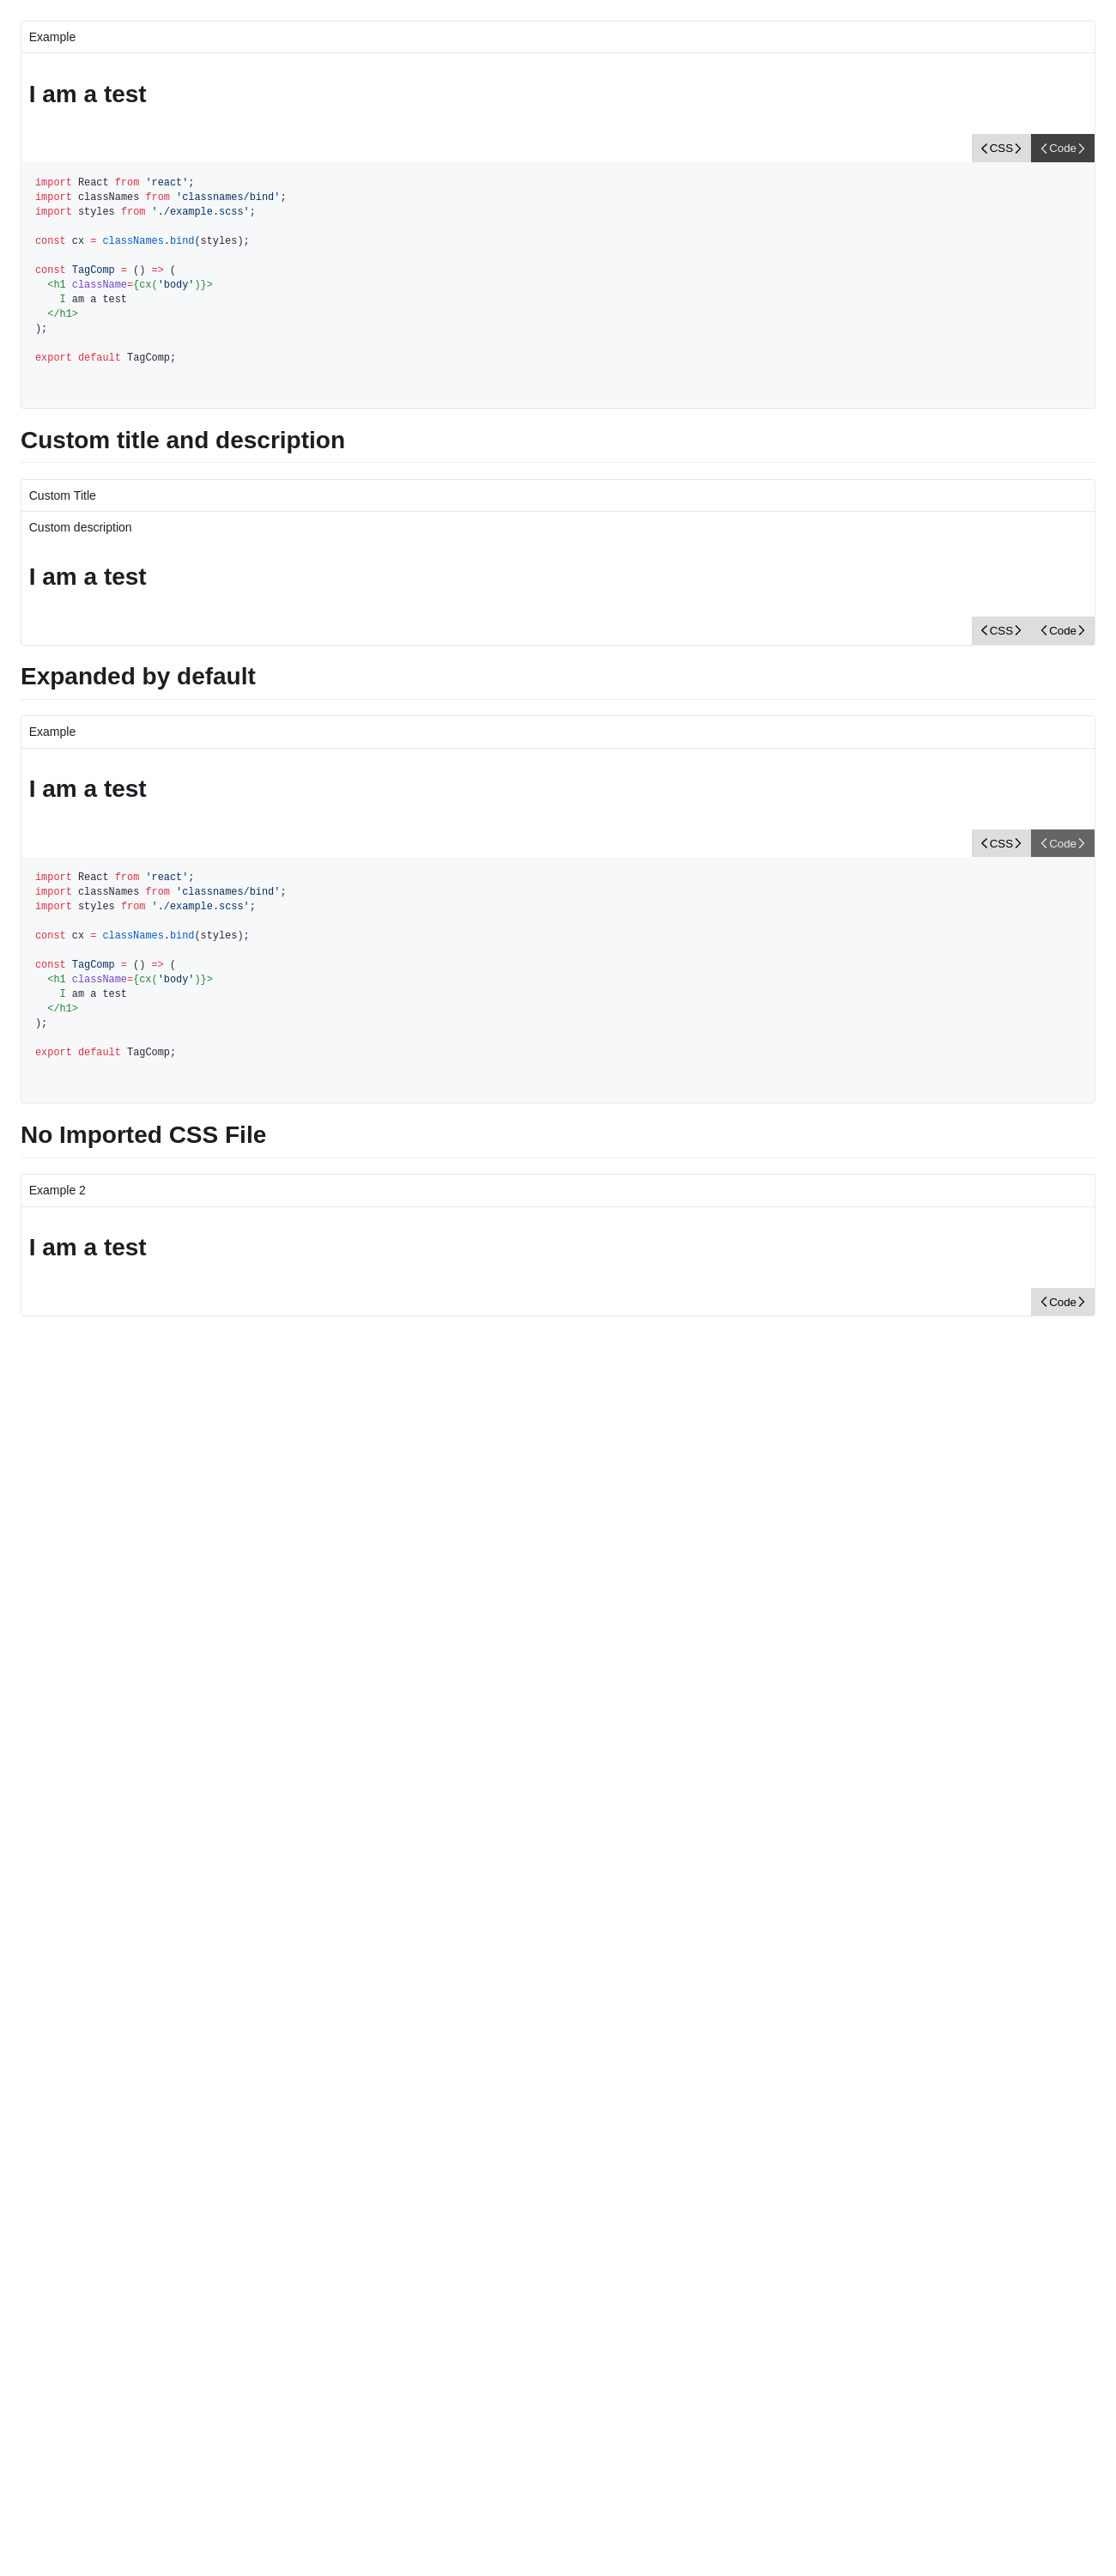 Example
I am a test
CSS Code
import React from 'react';
import classNames from 'classnames/bind';
import styles from './example.scss';
const cx = classNames.bind(styles);
const TagComp = () => (
  <h1 className={cx('body')}>
    I am a test
  </h1>
);
export default TagComp;
Custom title and description
Custom Title
Custom description
I am a test
CSS Code
Expanded by default
Example
I am a test
CSS Code
import React from 'react';
import classNames from 'classnames/bind';
import styles from './example.scss';
const cx = classNames.bind(styles);
const TagComp = () => (
  <h1 className={cx('body')}>
    I am a test
  </h1>
);
export default TagComp;
No Imported CSS File
Example 2
I am a test
Code